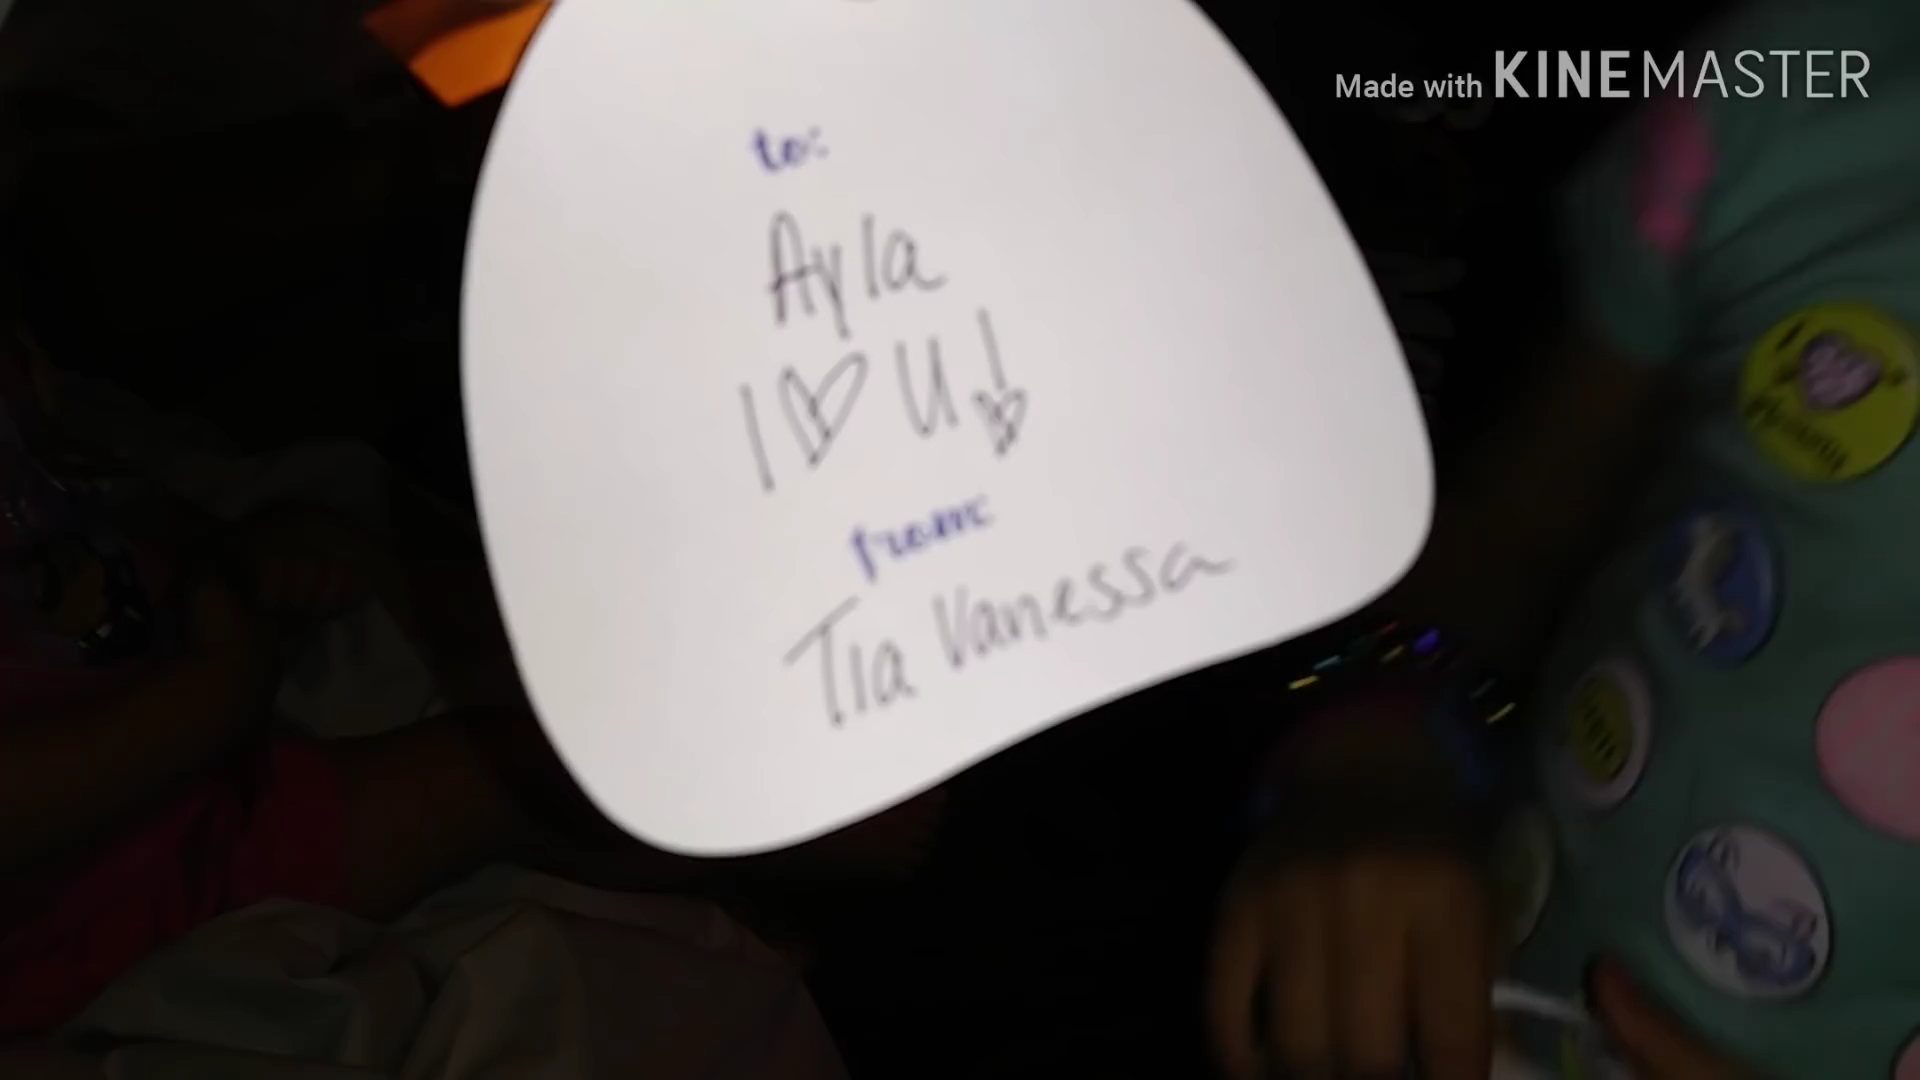 Made with KINEMASTER
to:
Ayla
I ♡ U!
from:
Tia Vanessa